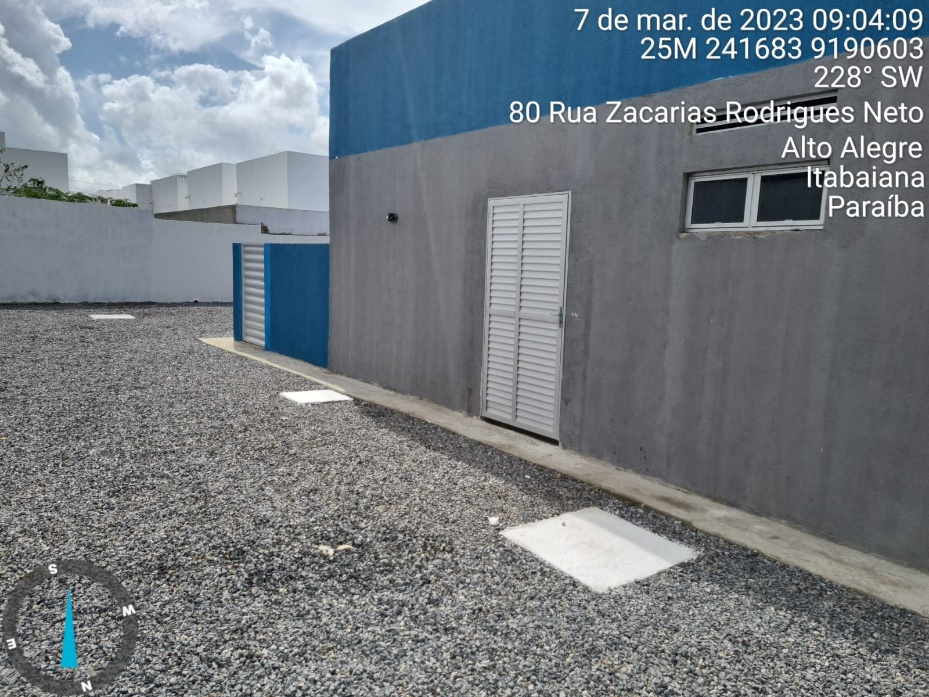 7 de mar. de 2023 09:04:09
25M 241683 9190603
228° SW
80 Rua Zacarias Rodrigues Neto
Alto Alegre
Itabaiana
Paraíba
S
W
E
N